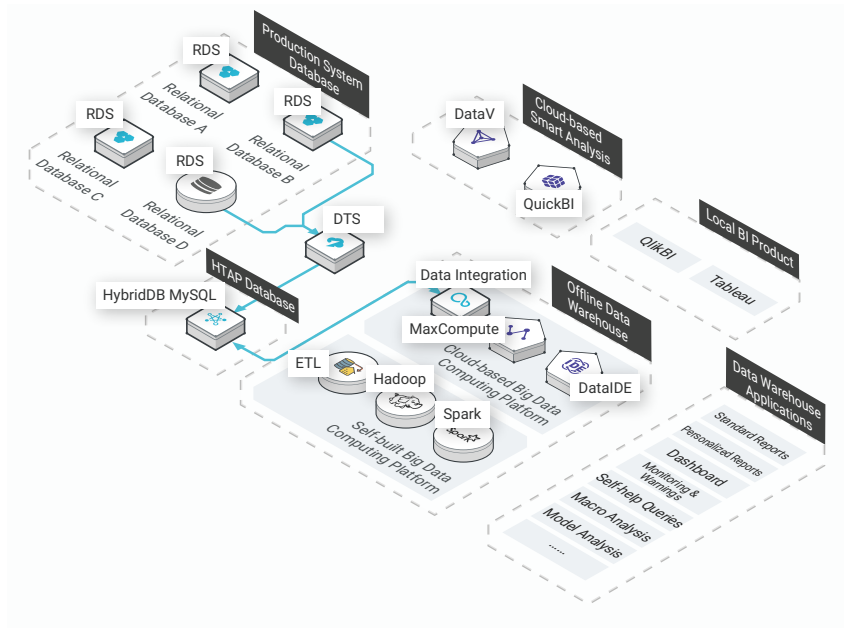 RDS
Production System
Database
Relational
Database A
RDS
RDS
Relational
Database B
Relational
Database C
RDS
Relational
Database D
DTS
HTAP Database
HybridDB MySQL
DataV
Cloud-based
Smart Analysis
QuickBI
Local BI Product
QlikBI
Tableau
Data Integration
Offline Data
Warehouse
MaxCompute
Cloud-based Big Data
Computing Platform
DataIDE
ETL
Hadoop
Spark
Spark
Self-built Big Data
Computing Platform
Data Warehouse
Applications
Standard Reports
Personalized Reports
Dashboard
Monitoring &
Warning's
Self-help Queries
Macro Analysis
Model Analysis
......